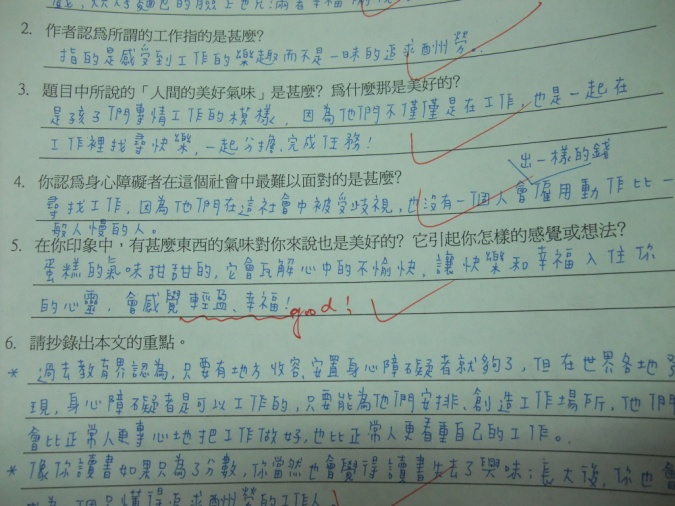 2. 作者認為所謂的工作指的是甚麼?
指的是感受到工作的樂趣而不是一昧的追求酬勞。
3. 題目中所說的「人間的美好氣味」是甚麼? 爲什麼那是美好的?
是孩子們專情工作的模樣,因為他們不僅僅是在工作,也是一起在
工作裡找尋快樂,一起分擔、完成任務!
出一樣的錢
4. 你認爲身心障礙者在這個社會中最難以面對的是甚麼?
尋找工作,因為他們在這社會中被受歧視,也沒有一個人會僱用動作比一
般人慢的人。
5. 在你印象中,有甚麼東西的氣味對你來說也是美好的? 它引起你怎樣的感覺或想法?
蛋糕的氣味甜甜的,它會瓦解心中的不愉快,讓快樂和幸福入住你
的心靈,會感覺輕盈、幸福!
good!
6. 請抄錄出本文的重點。
* 過去教育界認為,只要有地方收容、安置身心障礙者就夠了,但在世界各地發
現,身心障礙者是可以工作的,只要能為他們安排、創造工作場所,他們
會比正常人更專心地把工作做好,也比正常人更看重自己的工作。
* 像你讀書如果只為了分數,你當然也會覺得讀書失去了興味;長大後,你也會
個只懂得追求酬勞的工作人